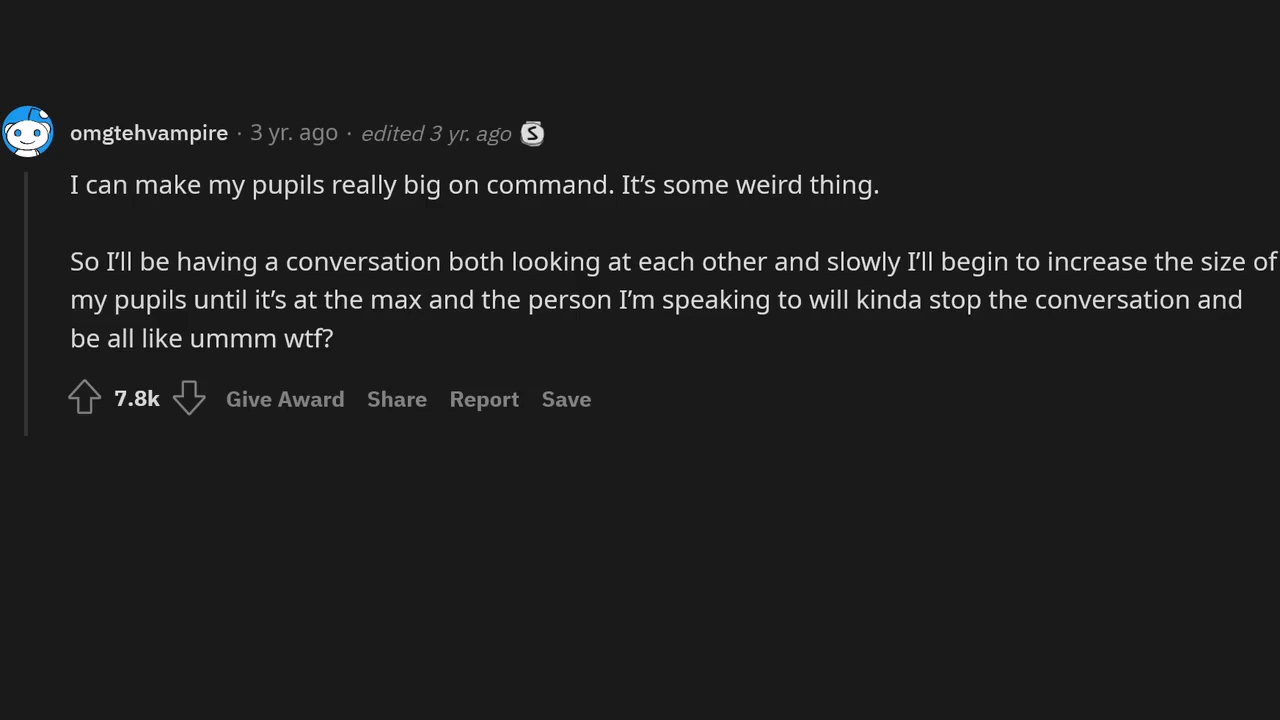 omgtehvampire · 3 yr. ago · edited 3 yr. ago S
I can make my pupils really big on command. It’s some weird thing.
So I’ll be having a conversation both looking at each other and slowly I’ll begin to increase the size of
my pupils until it’s at the max and the person I’m speaking to will kinda stop the conversation and
be all like ummm wtf?
7.8k Give Award Share Report Save